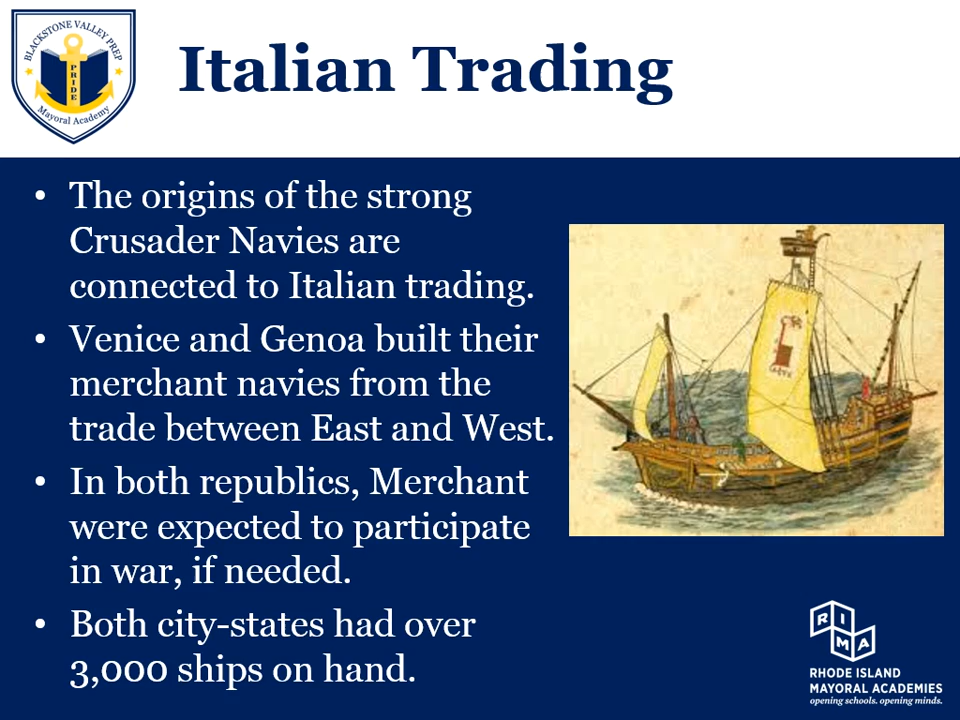 BLACKSTONE VALLEY PREP
PRIDE
Mayoral Academy
Italian Trading
• The origins of the strong
Crusader Navies are
connected to Italian trading.
• Venice and Genoa built their
merchant navies from the
trade between East and West.
• In both republics, Merchant
were expected to participate
in war, if needed.
• Both city-states had over
3,000 ships on hand.
RIMA
RHODE ISLAND
MAYORAL ACADEMIES
opening schools. opening minds.